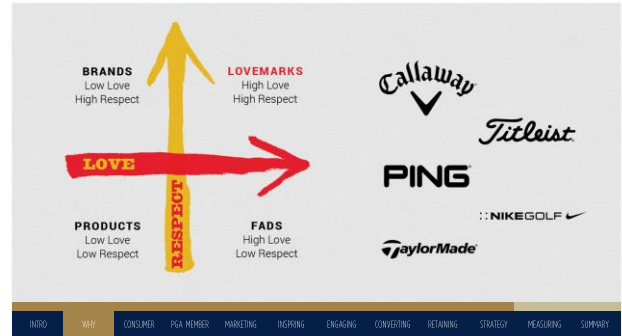 BRANDS
Low Love
High Respect
LOVEMARKS
High Love
High Respect
LOVE
RESPECT
PRODUCTS
Low Love
Low Respect
FADS
High Love
Low Respect
Callaway
Titleist
PING
NIKEGOLF
TaylorMade
INTRO WHY CONSUMER PGA MEMBER MARKETING INSPRING ENGAGING CONVERTING RETAINING STRATEGY MEASURING SUMMARY